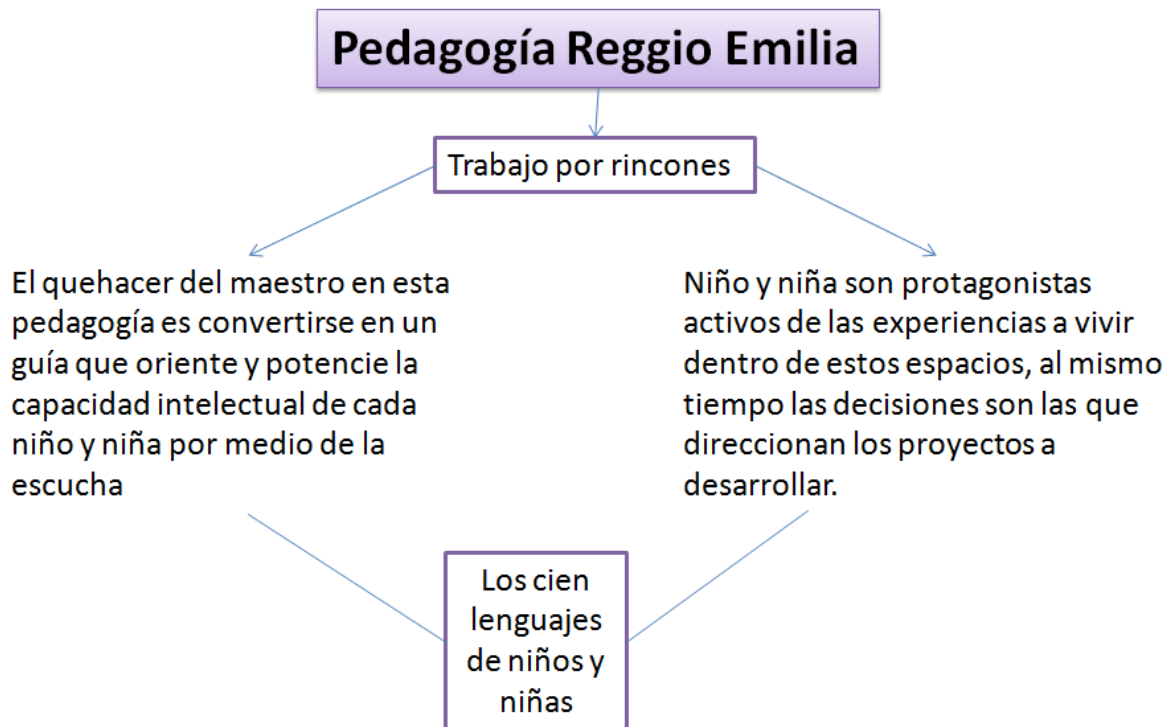 Pedagogía Reggio Emilia
Trabajo por rincones
El quehacer del maestro en esta
pedagogía es convertirse en un
guía que oriente y potencie la
capacidad intelectual de cada
niño y niña por medio de la
escucha
Niño y niña son protagonistas
activos de las experiencias a vivir
dentro de estos espacios, al mismo
tiempo las decisiones son las que
direccionan los proyectos a
desarrollar.
Los cien
lenguajes
de niños y
niñas